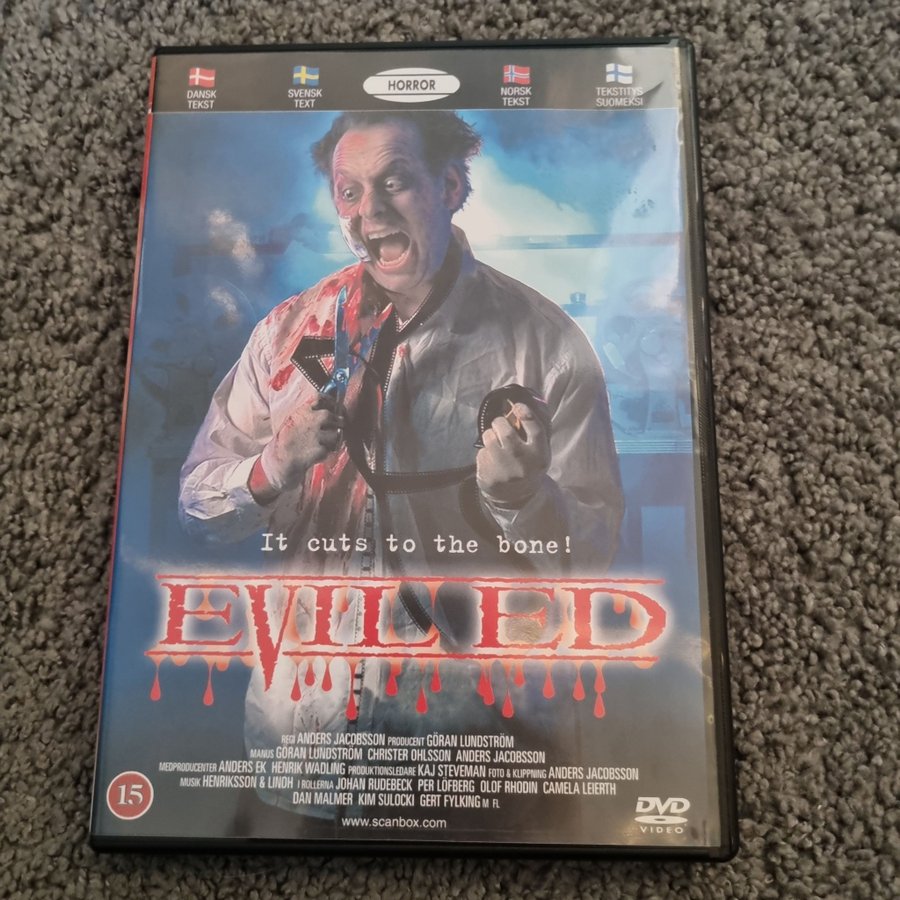 DANSK
TEKST
SVENSK
TEXT
HORROR
NORSK
TEKST
TEKSTITYS
SUOMEKSI
It cuts to the bone!
EVIL ED
REGI ANDERS JACOBSSON PRODUCENT GÖRAN LUNDSTRÖM
MANUS GÖRAN LUNDSTRÖM CHRISTER OHLSSON ANDERS JACOBSSON
MEDPRODUCENTER ANDERS EK HENRIK WADLING PRODUKTIONSLEDARE KAJ STEVEMAN FOTO & KLIPPNING ANDERS JACOBSSON
MUSIK HENRIKSSON & LINDH I ROLLERNA JOHAN RUDEBECK PER LÖFBERG OLOF RHODIN CAMELA LEIERTH
DAN MALMER KIM SULOCKI GERT FYLKING M FL
www.scanbox.com
15
DVD
VIDEO